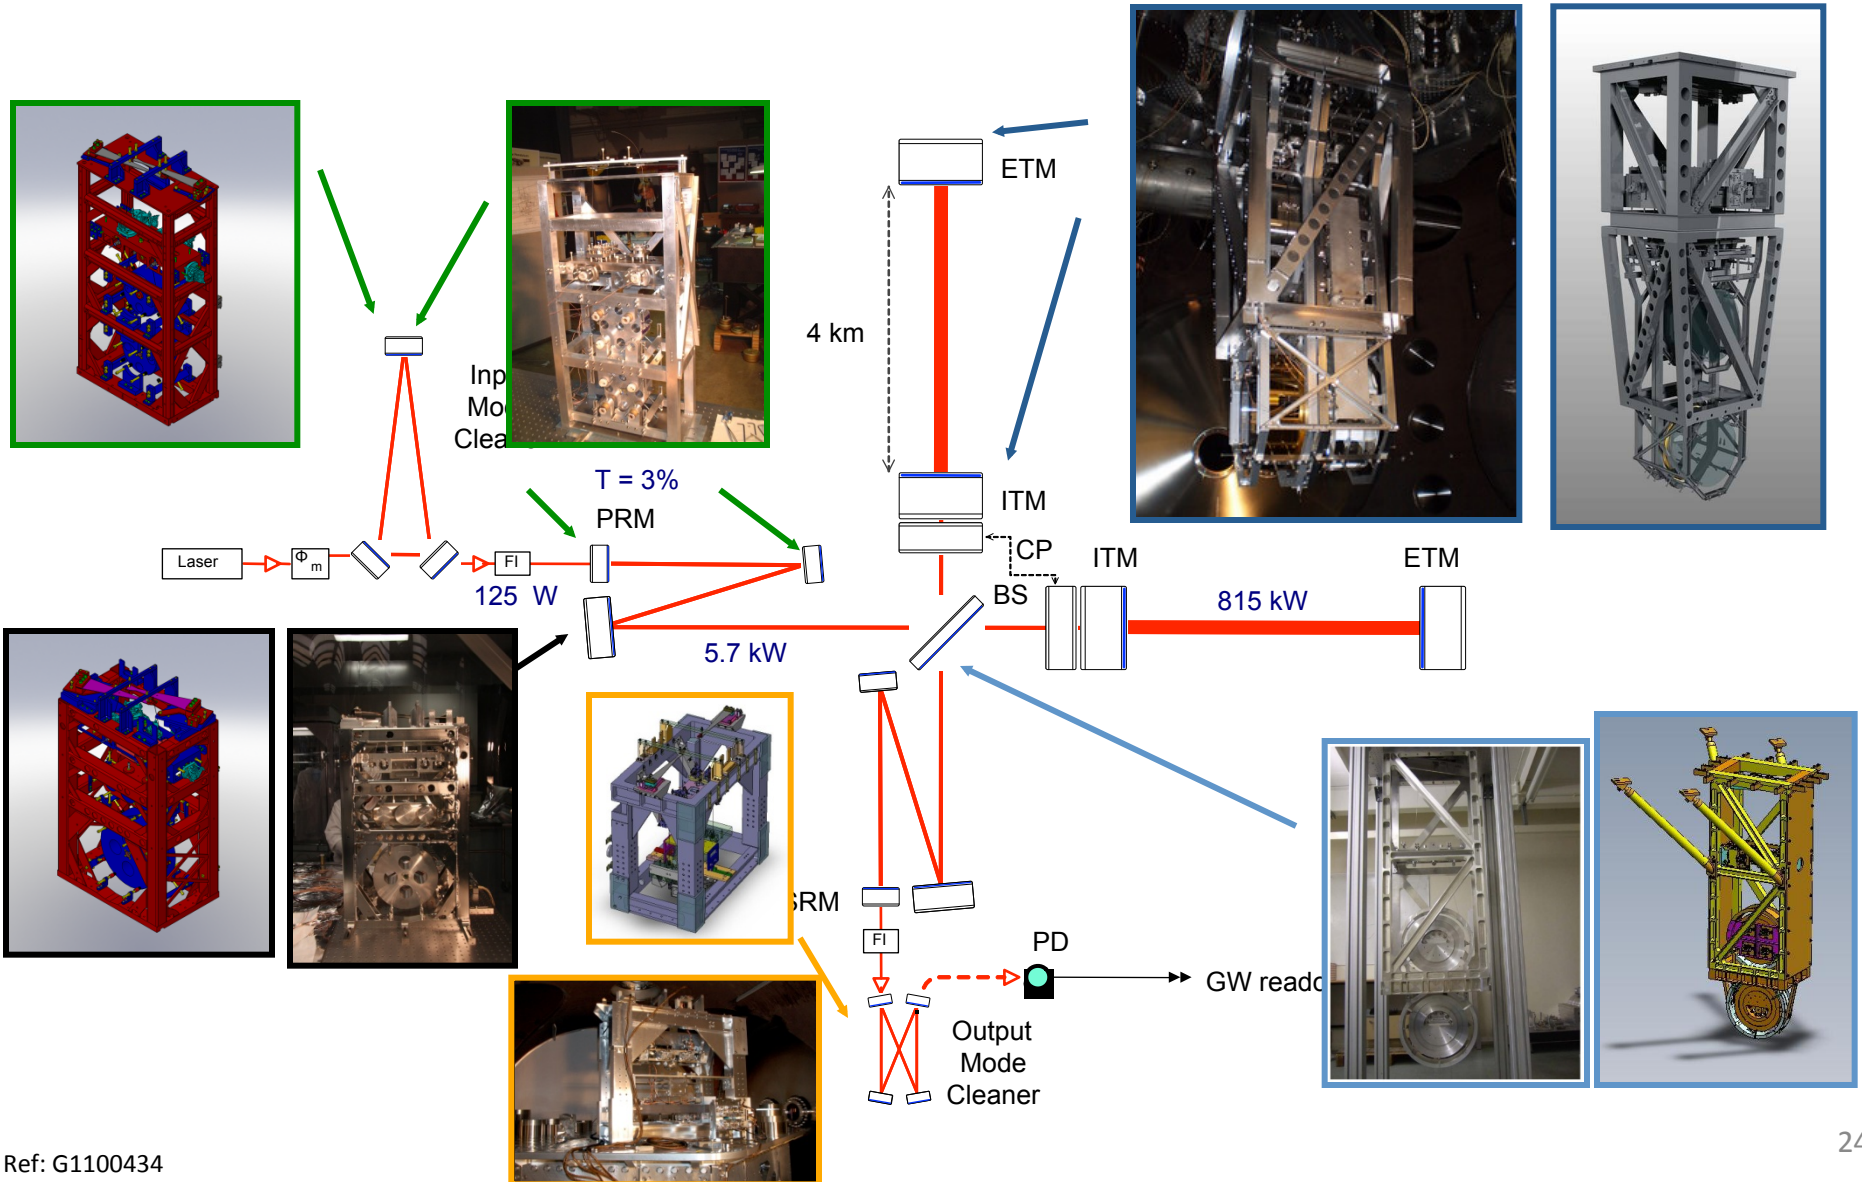 ETM
4 km
Inp
Mo
Clea
T = 3%
PRM
ITM
Laser
Φ
m
FI
125 W
CP
BS
ITM
ETM
815 kW
5.7 kW
SRM
FI
PD
GW reado
Output
Mode
Cleaner
Ref: G1100434
24